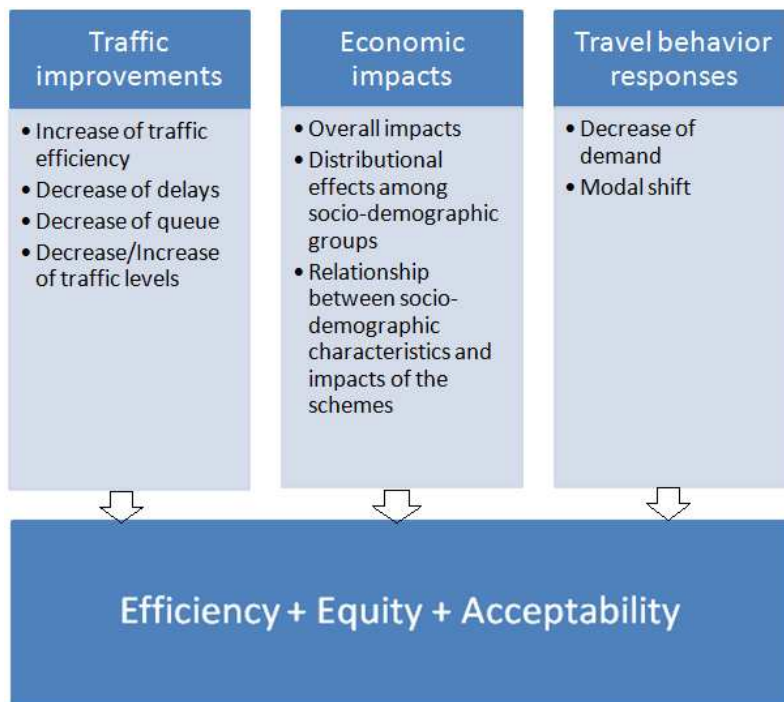 Traffic
improvements
• Increase of traffic
efficiency
• Decrease of delays
• Decrease of queue
• Decrease/Increase
of traffic levels
Economic
impacts
• Overall impacts
• Distributional
effects among
socio-demographic
groups
• Relationship
between socio-
demographic
characteristics and
impacts of the
schemes
Travel behavior
responses
• Decrease of
demand
• Modal shift
Efficiency + Equity + Acceptability